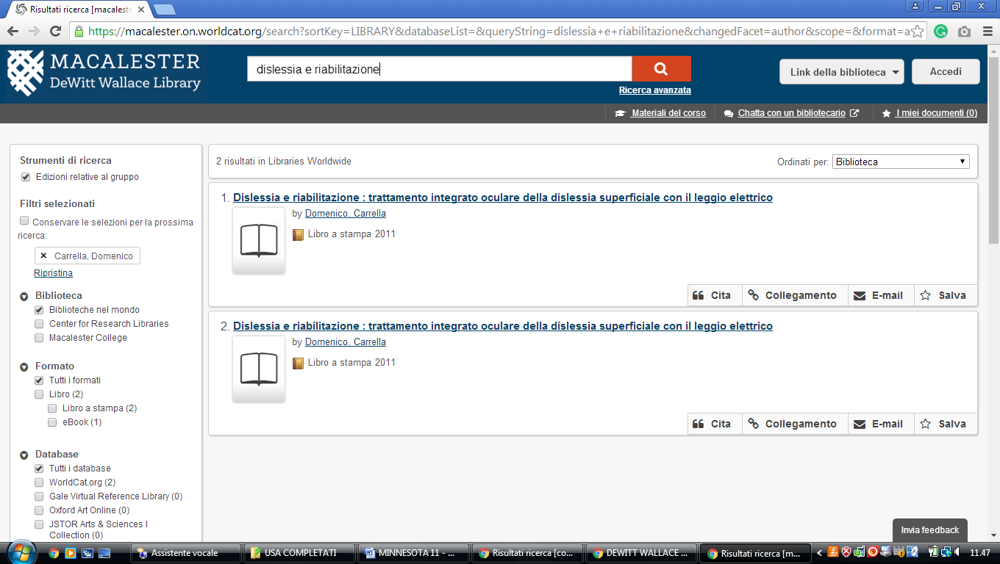 Risultati ricerca [macaleste
https://macalester.on.worldcat.org/search?sortKey=LIBRARY&databaseList=&queryString=dislessia+e+riabilitazione&changedFacet=author&scope=&format=a
MACALESTER
DeWitt Wallace Library
dislessia e riabilitazione
Ricerca avanzata
Link della biblioteca
Accedi
Materiali del corso
Chatta con un bibliotecario
I miei documenti (0)
Strumenti di ricerca
Edizioni relative al gruppo
Filtri selezionati
Conservare le selezioni per la prossima
ricerca:
× Carrella, Domenico
Ripristina
Biblioteca
Biblioteche nel mondo
Center for Research Libraries
Macalester College
Formato
Tutti i formati
Libro (2)
Libro a stampa (2)
eBook (1)
Database
Tutti i database
WorldCat.org (2)
Gale Virtual Reference Library (0)
Oxford Art Online (0)
JSTOR Arts & Sciences I
Collection (0)
2 risultati in Libraries Worldwide
Ordinati per: Biblioteca
1. Dislessia e riabilitazione : trattamento integrato oculare della dislessia superficiale con il leggio elettrico
by Domenico. Carrella
Libro a stampa 2011
Cita Collegamento E-mail Salva
2. Dislessia e riabilitazione : trattamento integrato oculare della dislessia superficiale con il leggio elettrico
by Domenico. Carrella
Libro a stampa 2011
Cita Collegamento E-mail Salva
Invia feedback
Assistente vocale
USA COMPLETATI
MINNESOTA 11 - ...
Risultati ricerca [co...
DEWITT WALLACE ...
Risultati ricerca [m...
11.47